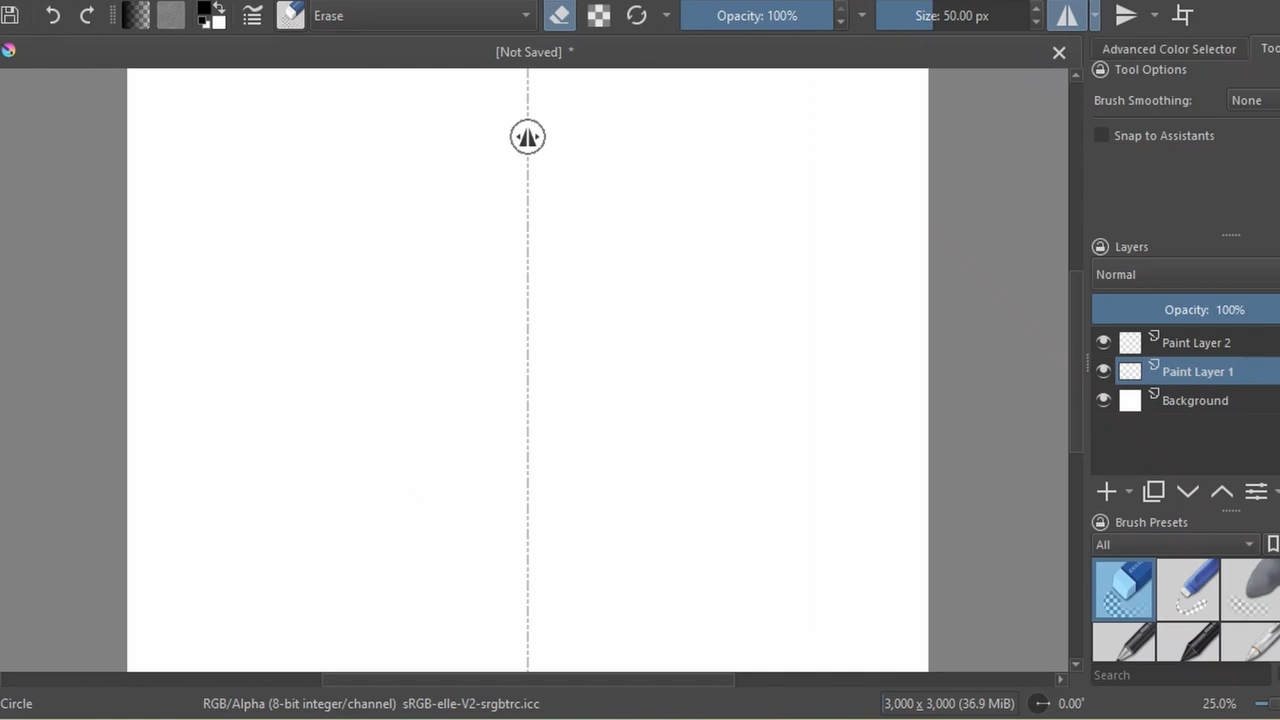 Erase
Opacity: 100%
Size: 50.00 px
[Not Saved] *
Advanced Color Selector
Too
Tool Options
Brush Smoothing:
None
Snap to Assistants
Layers
Normal
Opacity: 100%
Paint Layer 2
Paint Layer 1
Background
Brush Presets
All
Search
Circle
RGB/Alpha (8-bit integer/channel) sRGB-elle-V2-srgbtrc.icc
3,000 x 3,000 (36.9 MiB)
0.00°
25.0%